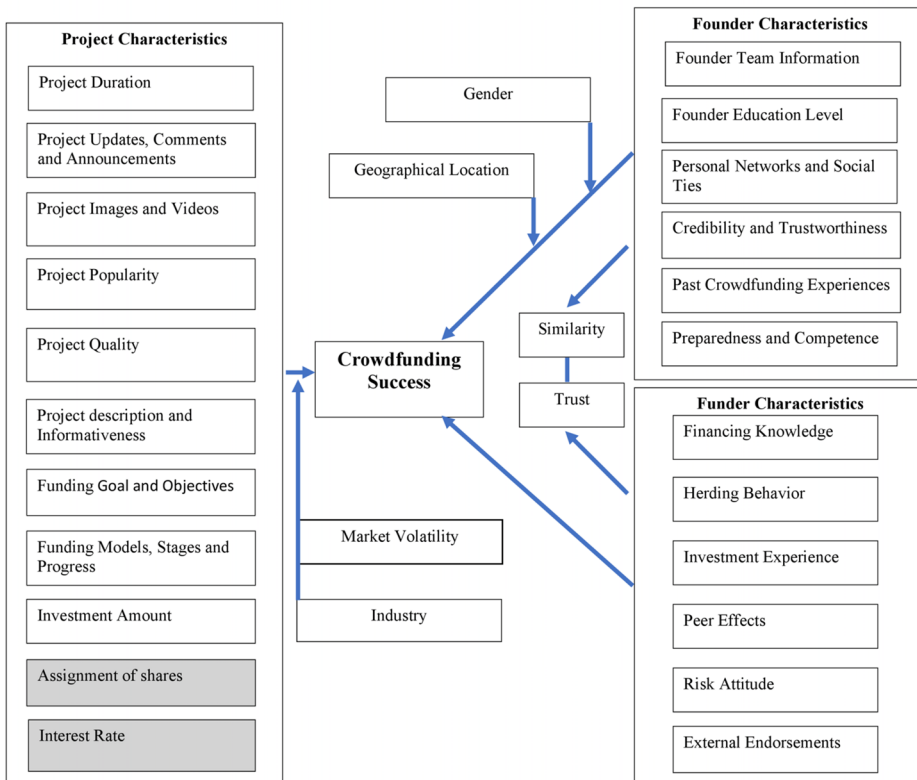 Project Characteristics
Project Duration
Project Updates, Comments
and Announcements
Project Images and Videos
Project Popularity
Project Quality
Project description and
Informativeness
Funding Goal and Objectives
Funding Models, Stages and
Progress
Investment Amount
Assignment of shares
Interest Rate
Gender
Geographical Location
Crowdfunding
Success
Market Volatility
Industry
Similarity
Trust
Founder Characteristics
Founder Team Information
Founder Education Level
Personal Networks and Social
Ties
Credibility and Trustworthiness
Past Crowdfunding Experiences
Preparedness and Competence
Funder Characteristics
Financing Knowledge
Herding Behavior
Investment Experience
Peer Effects
Risk Attitude
External Endorsements